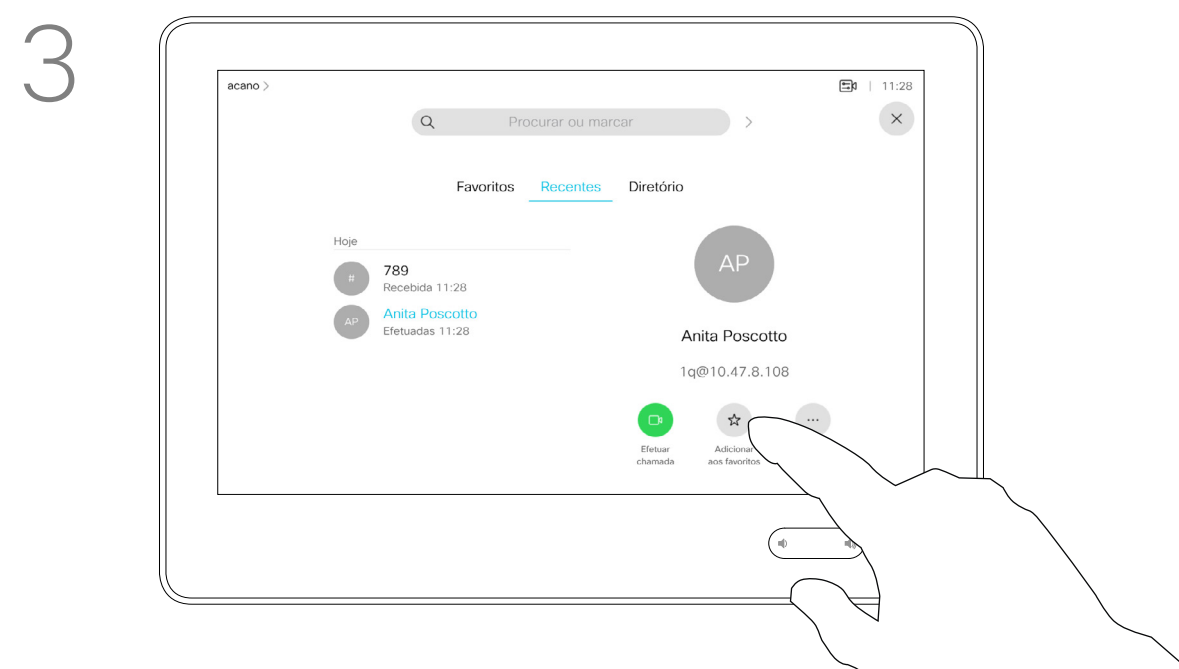 3
acano >
11:28
Procurar ou marcar
Favoritos Recentes Diretório
Hoje
#
789
Recebida 11:28
AP
Anita Poscotto
Efetuadas 11:28
AP
Anita Poscotto
1q@10.47.8.108
Efetuar
chamada
Adicionar
aos favoritos